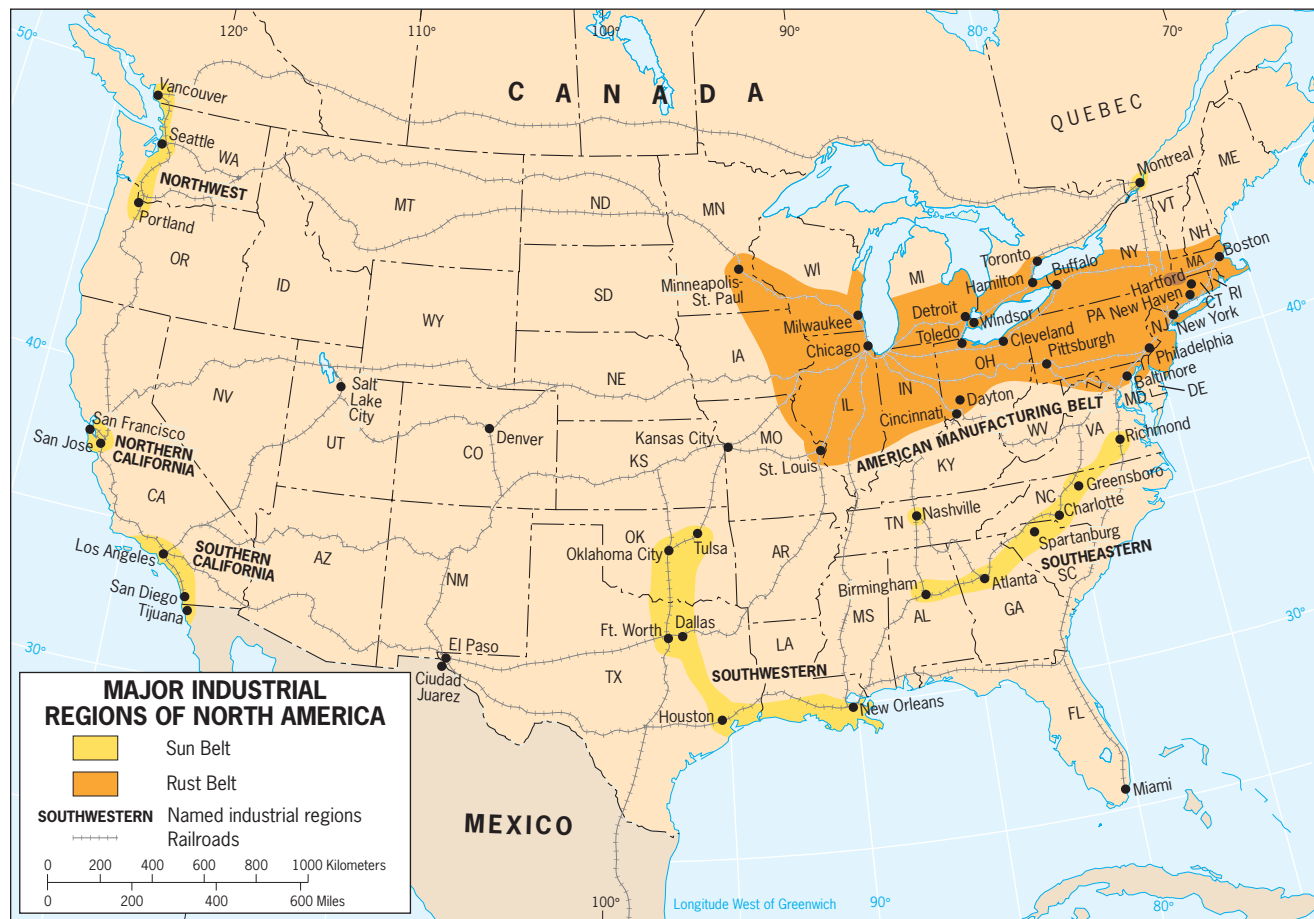 120°
110°
100°
90°
80°
70°
50°
40°
30°
40°
30°
CANADA
QUEBEC
Vancouver
Seattle
WA
NORTHWEST
Portland
OR
ID
MT
ND
MN
SD
WY
NE
IA
WI
MI
Minneapolis-
St. Paul
Milwaukee
Chicago
Detroit
Windsor
Toledo
Toronto
Hamilton
Buffalo
Montreal
ME
VT
NH
NY
MA
Boston
Hartford
New Haven
CT
RI
PA
NJ
New York
Cleveland
Pittsburgh
Philadelphia
Baltimore
MD
DE
OH
IN
IL
Dayton
Cincinnati
AMERICAN MANUFACTURING BELT
WV
VA
Richmond
KY
NV
Salt
Lake
City
UT
CO
Denver
KS
Kansas City
MO
St. Louis
San Francisco
San Jose
NORTHERN
CALIFORNIA
CA
Los Angeles
SOUTHERN
CALIFORNIA
San Diego
Tijuana
AZ
NM
OK
Oklahoma City
Tulsa
AR
TN
Nashville
NC
Greensboro
Charlotte
Spartanburg
SOUTHEASTERN
SC
Birmingham
Atlanta
MS
AL
GA
El Paso
Ciudad
Juarez
Ft. Worth
Dallas
TX
LA
SOUTHWESTERN
Houston
New Orleans
FL
Miami
MEXICO
MAJOR INDUSTRIAL
REGIONS OF NORTH AMERICA
Sun Belt
Rust Belt
SOUTHWESTERN Named industrial regions
Railroads
0 200 400 600 800 1000 Kilometers
0 200 400 600 Miles
100°
Longitude West of Greenwich
90°
80°